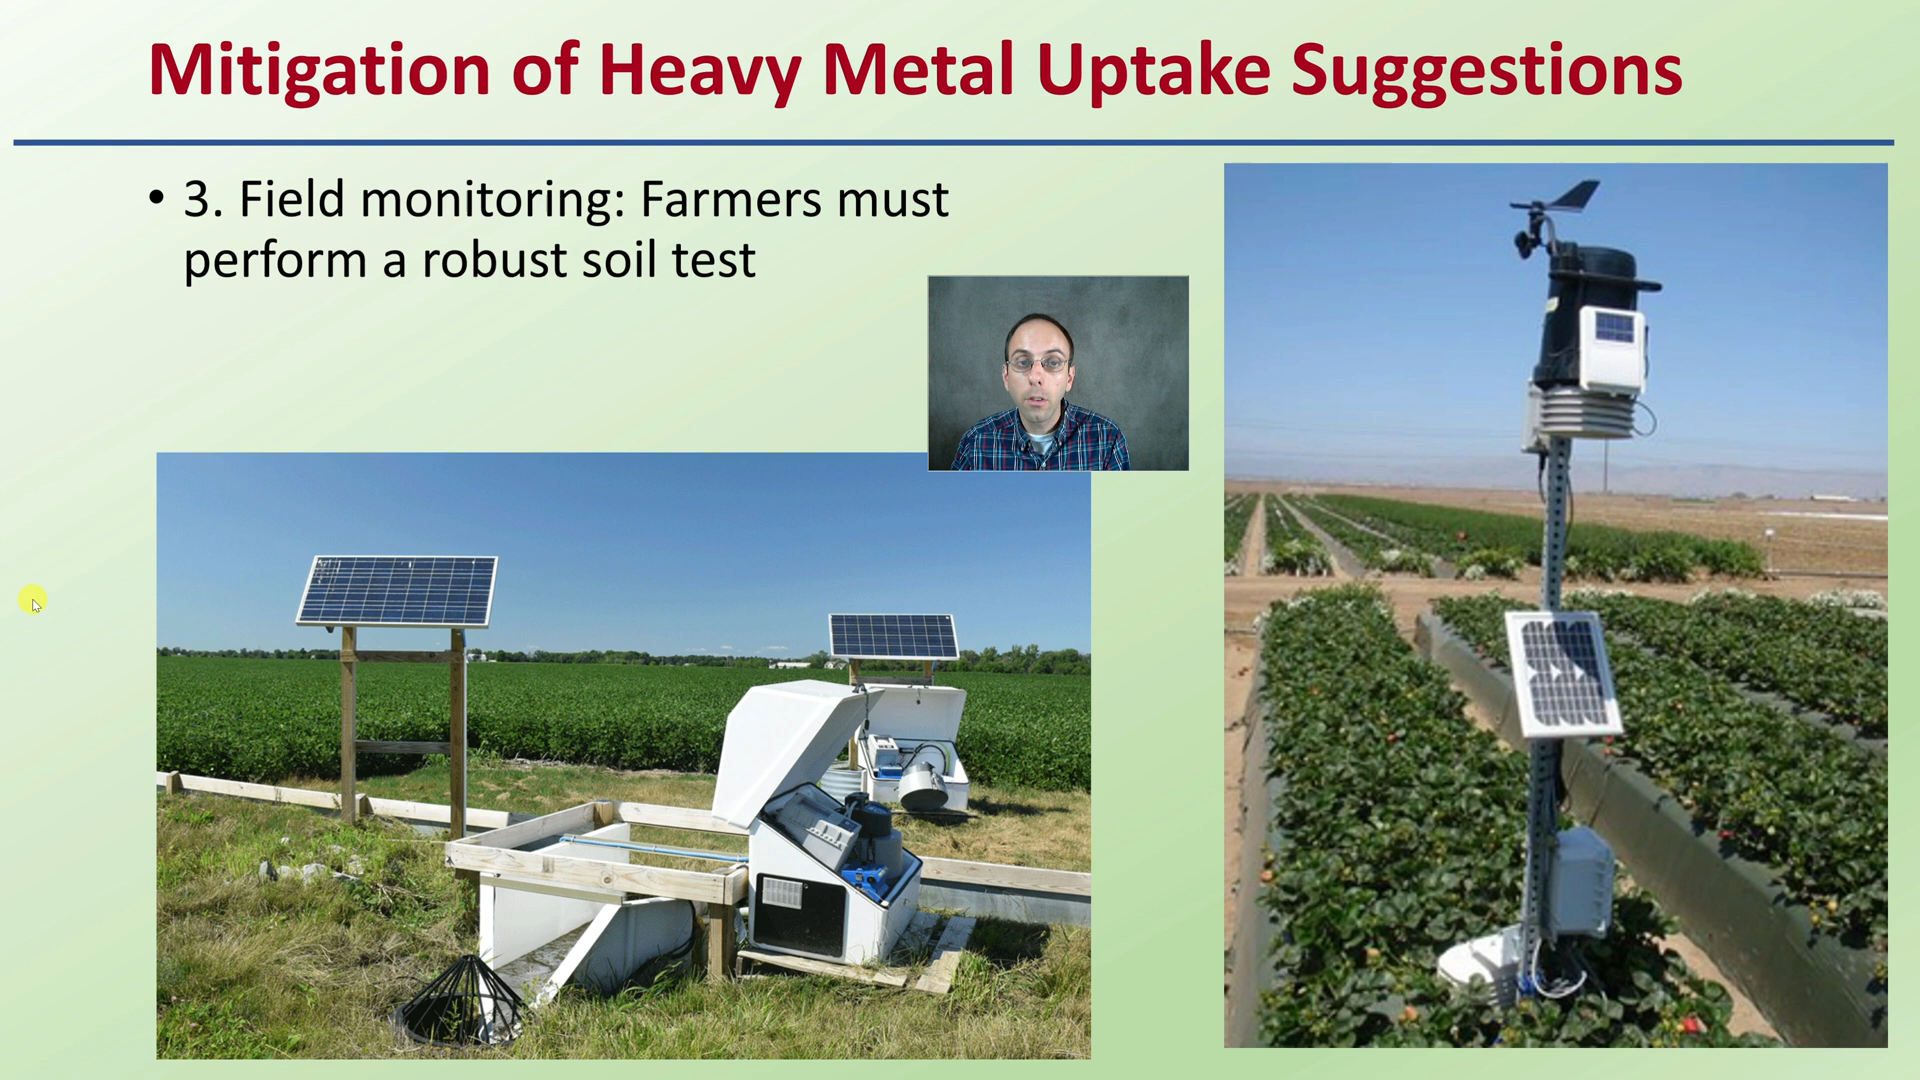 Mitigation of Heavy Metal Uptake Suggestions
• 3. Field monitoring: Farmers must
perform a robust soil test